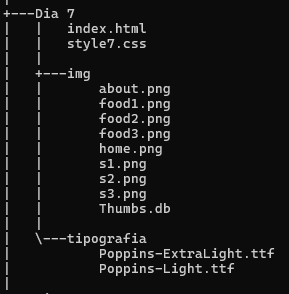 +---Dia 7
|   |   index.html
|   |   style7.css
|   |
|   +---img
|   |       about.png
|   |       food1.png
|   |       food2.png
|   |       food3.png
|   |       home.png
|   |       s1.png
|   |       s2.png
|   |       s3.png
|   |       Thumbs.db
|   |
|   \---tipografia
|           Poppins-ExtraLight.ttf
|           Poppins-Light.ttf
|